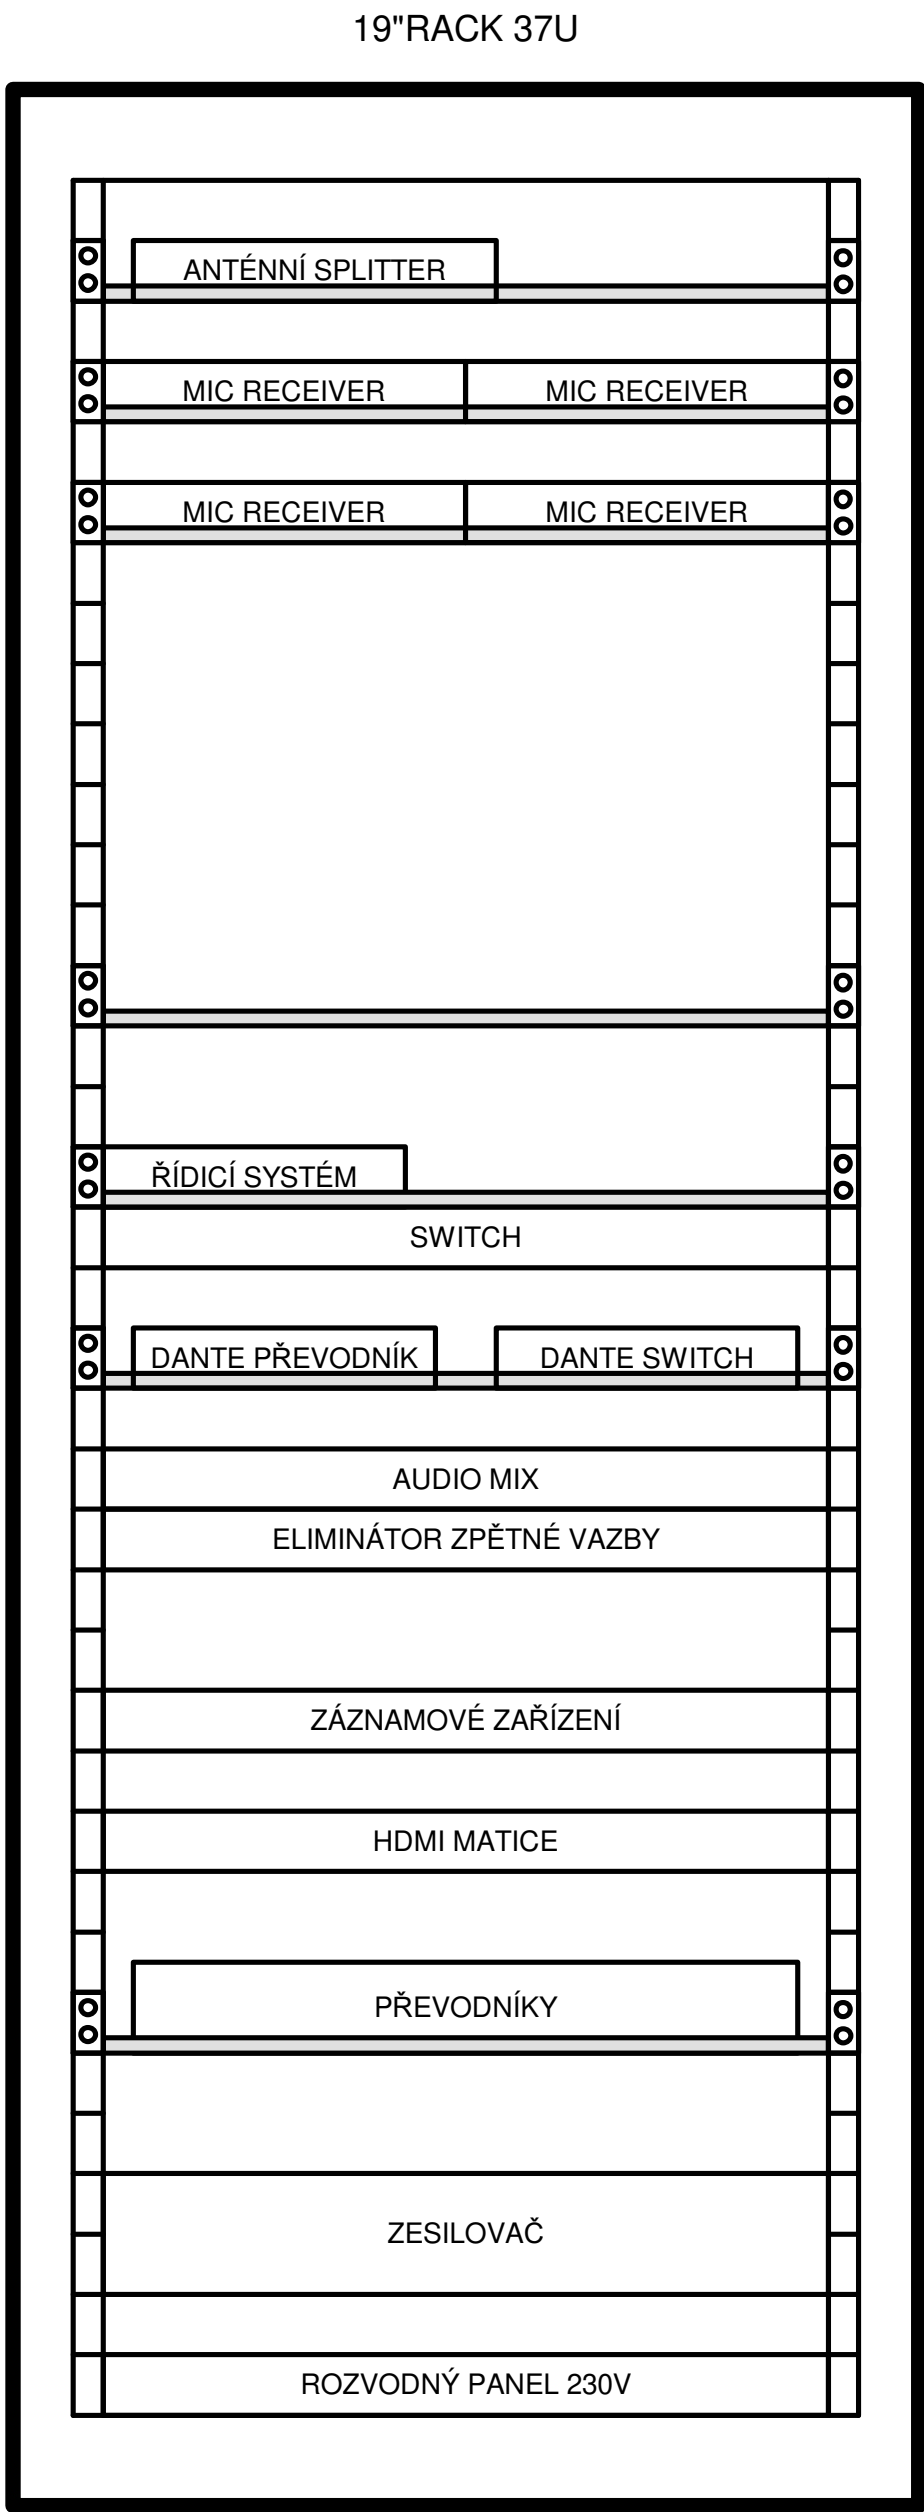 19"RACK 37U
ANTÉNNÍ SPLITTER
MIC RECEIVER MIC RECEIVER
MIC RECEIVER MIC RECEIVER
ŘÍDICÍ SYSTÉM
SWITCH
DANTE PŘEVODNÍK DANTE SWITCH
AUDIO MIX
ELIMINÁTOR ZPĚTNÉ VAZBY
ZÁZNAMOVÉ ZAŘÍZENÍ
HDMI MATICE
PŘEVODNÍKY
ZESILOVAČ
ROZVODNÝ PANEL 230V